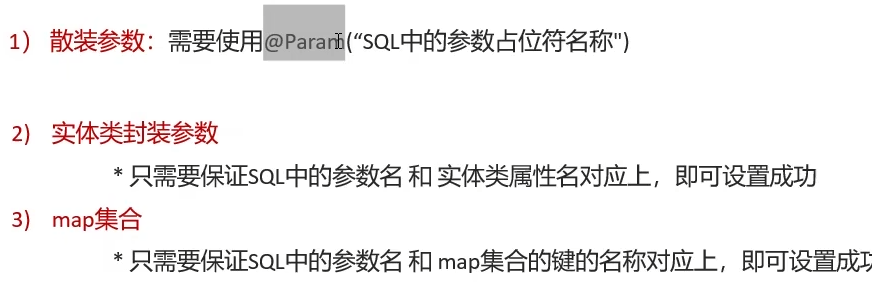 1） 散装参数：需要使用@Param(“SQL中的参数占位符名称")
2) 实体类封装参数
* 只需要保证SQL中的参数名 和 实体类属性名对应上，即可设置成功
3) map集合
* 只需要保证SQL中的参数名 和 map集合的键的名称对应上，即可设置成功